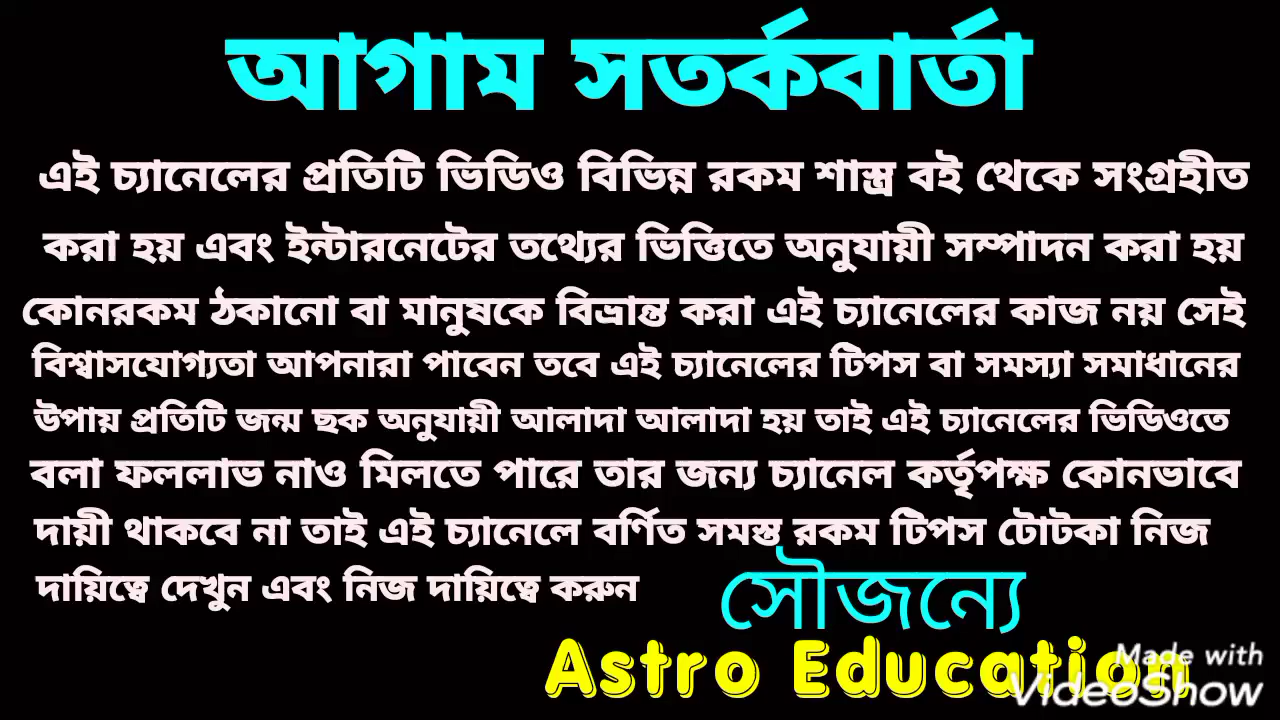 আগাম সতর্কবার্তা
এই চ্যানেলের প্রতিটি ভিডিও বিভিন্ন রকম শাস্ত্র বই থেকে সংগ্রহীত
করা হয় এবং ইন্টারনেটের তথ্যের ভিত্তিতে অনুযায়ী সম্পাদন করা হয়
কোনরকম ঠকানো বা মানুষকে বিভ্রান্ত করা এই চ্যানেলের কাজ নয় সেই
বিশ্বাসযোগ্যতা আপনারা পাবেন তবে এই চ্যানেলের টিপস বা সমস্যা সমাধানের
উপায় প্রতিটি জন্ম ছক অনুযায়ী আলাদা আলাদা হয় তাই এই চ্যানেলের ভিডিওতে
বলা ফললাভ নাও মিলতে পারে তার জন্য চ্যানেল কর্তৃপক্ষ কোনভাবে
দায়ী থাকবে না তাই এই চ্যানেলে বর্ণিত সমস্ত রকম টিপস টোটকা নিজ
দায়িত্বে দেখুন এবং নিজ দায়িত্বে করুন
সৌজন্যে
Astro Education
Made with
VideoShow